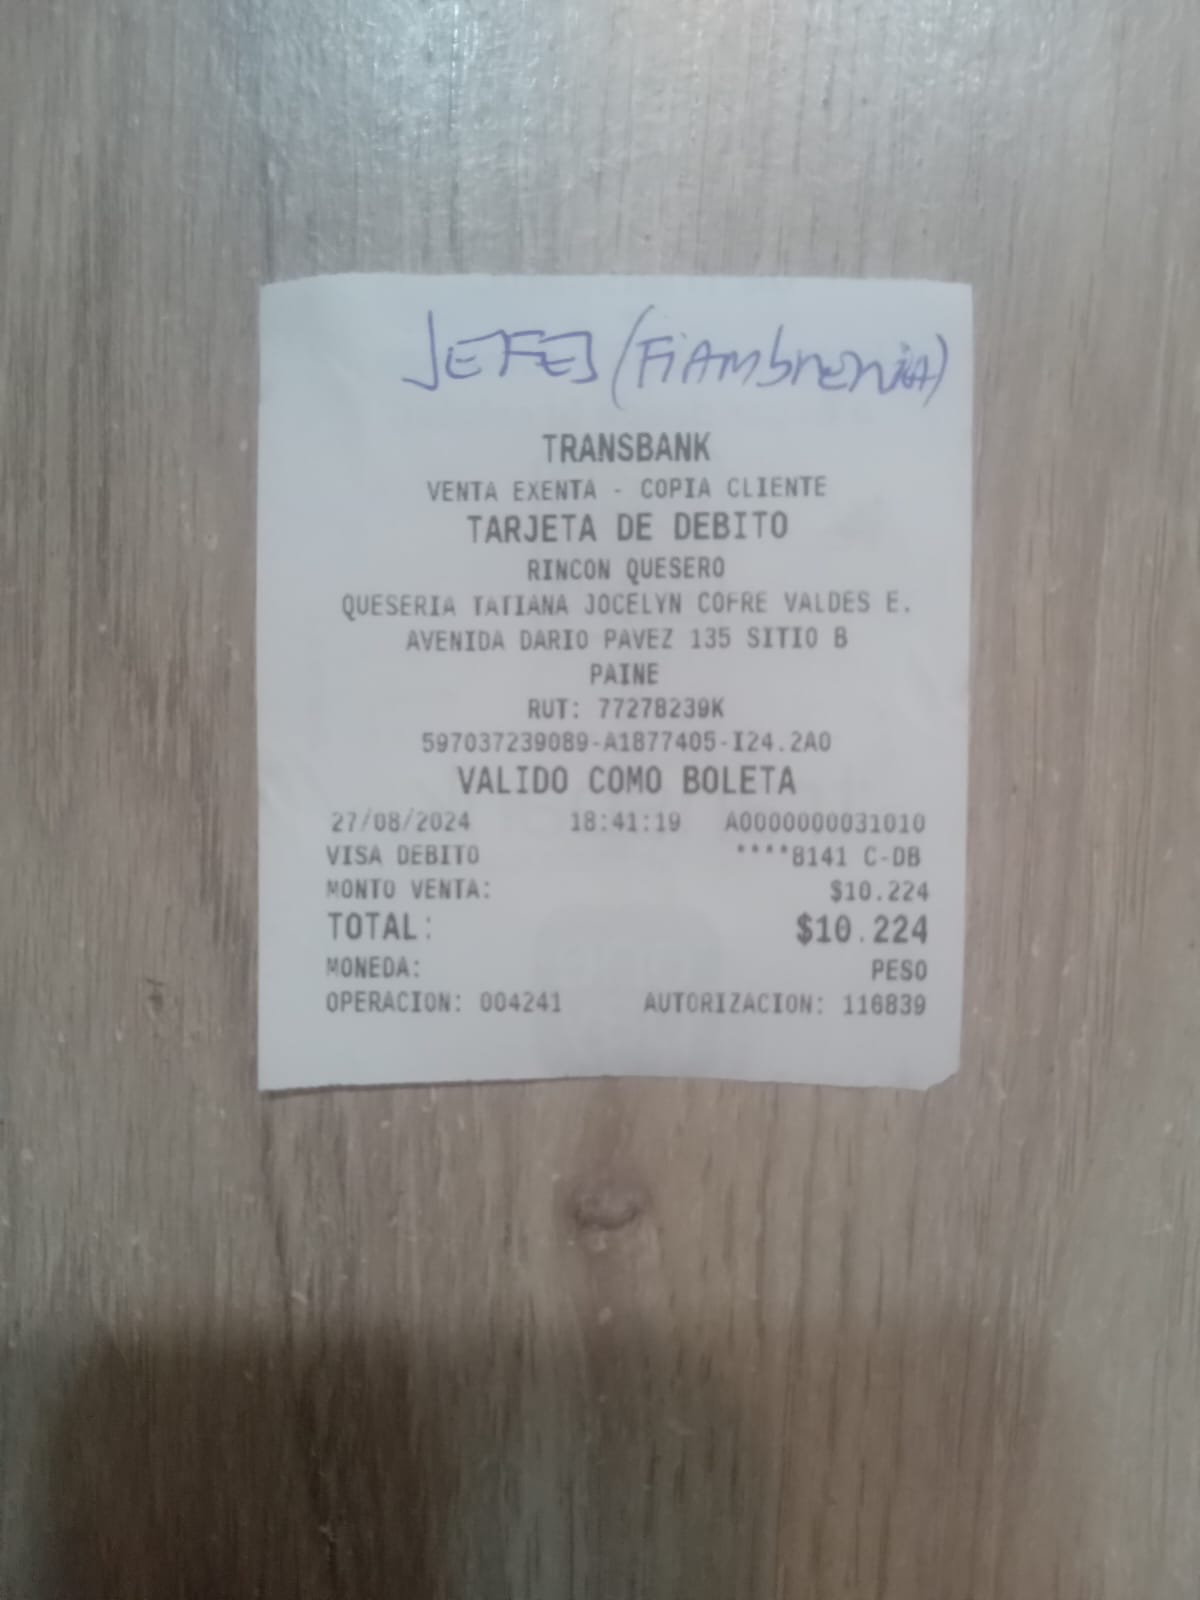 JEFES (FiAmbreria)
TRANSBANK
VENTA EXENTA - COPIA CLIENTE
TARJETA DE DEBITO
RINCON QUESERO
QUESERIA TATIANA JOCELYN COFRE VALDES E.
AVENIDA DARIO PAVEZ 135 SITIO B
PAINE
RUT: 77278239K
597037239089-A1877405-I24.2A0
VALIDO COMO BOLETA
27/08/2024 18:41:19 A0000000031010
VISA DEBITO ****8141 C-DB
MONTO VENTA: $10.224
TOTAL: $10.224
MONEDA: PESO
OPERACION: 004241 AUTORIZACION: 116839